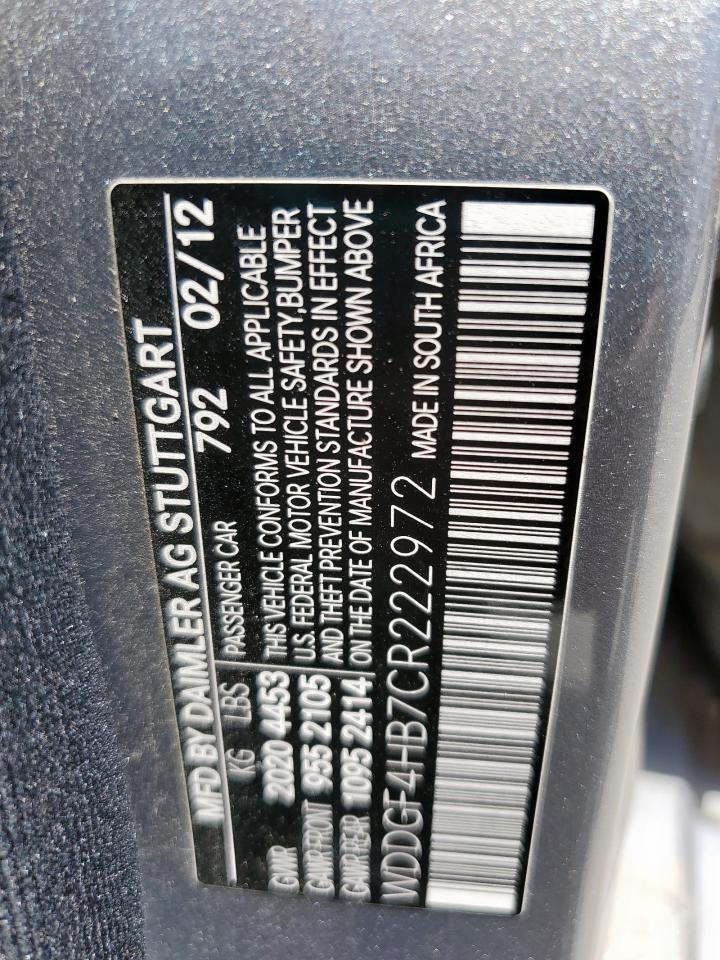 MFD BY DAIMLER AG STUTTGART
792 02/12
KG LBS PASSENGER CAR
GVWR 2020 4453 THIS VEHICLE CONFORMS TO ALL APPLICABLE
GAWR FRONT 955 2105 U.S. FEDERAL MOTOR VEHICLE SAFETY,BUMPER
GAWR REAR 1095 2414 AND THEFT PREVENTION STANDARDS IN EFFECT
ON THE DATE OF MANUFACTURE SHOWN ABOVE
WDDGF4HB7CR222972 MADE IN SOUTH AFRICA